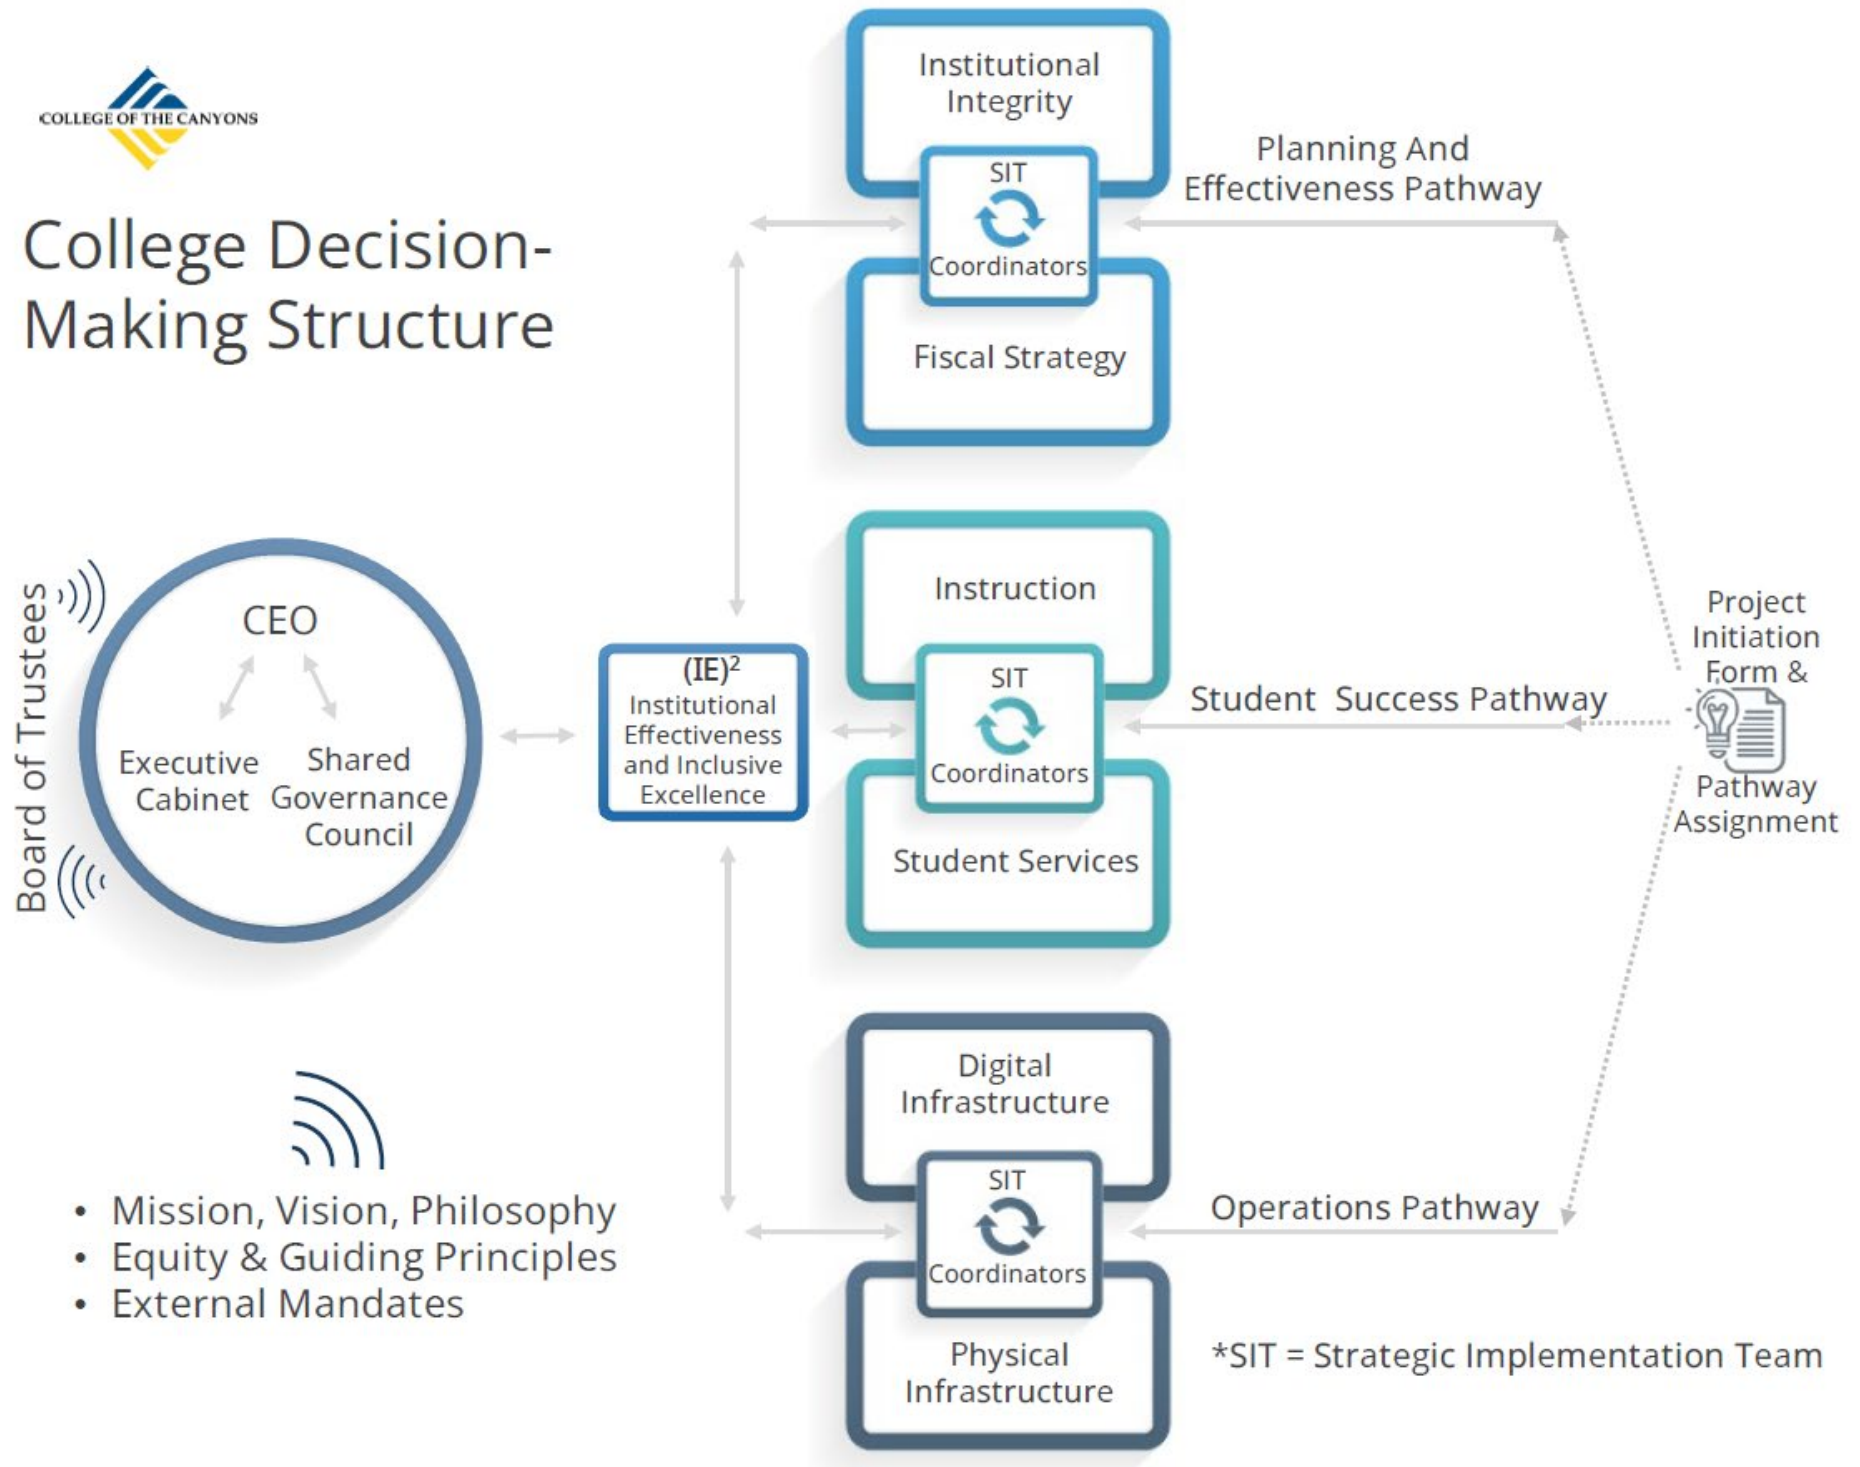 COLLEGE OF THE CANYONS
College Decision-
Making Structure
Institutional
Integrity
SIT
Coordinators
Fiscal Strategy
Planning And
Effectiveness Pathway
Board of Trustees
CEO
Executive
Cabinet
Shared
Governance
Council
(IE)²
Institutional
Effectiveness
and Inclusive
Excellence
Instruction
SIT
Coordinators
Student Services
Student  Success Pathway
Project
Initiation
Form &
Pathway
Assignment
Digital
Infrastructure
SIT
Coordinators
Physical
Infrastructure
Operations Pathway
• Mission, Vision, Philosophy
• Equity & Guiding Principles
• External Mandates
*SIT = Strategic Implementation Team